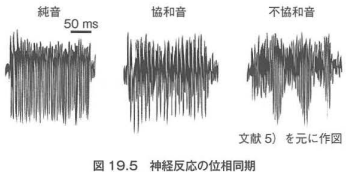 純音
協和音
不協和音
50 ms
文献 5) を元に作図
図 19.5 神経反応の位相同期